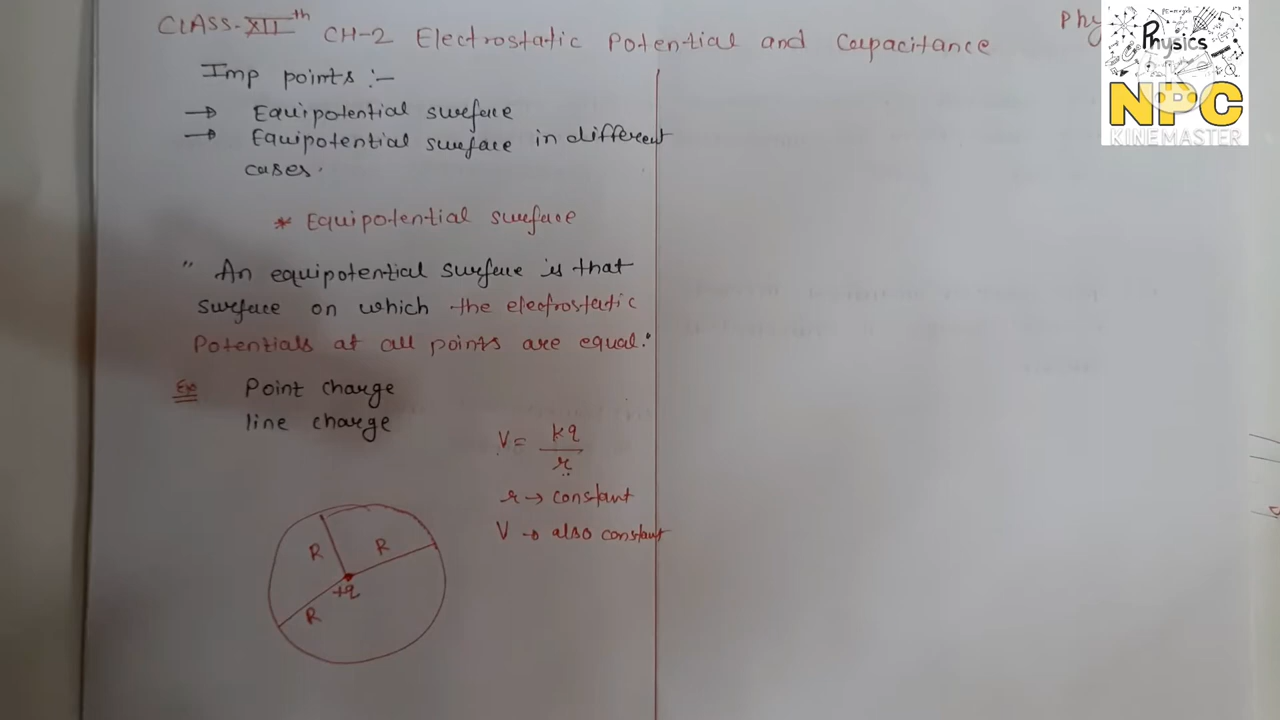 CLASS-XIIth CH-2 Electrostatic Potential and Capacitance
Phy
Physics
NPC
KINEMASTER
Imp points :-
→ Equipotential surface
→ Equipotential surface in different
cases.
* Equipotential surface
" An equipotential surface is that
surface on which the electrostatic
Potentials at all points are equal."
Exp Point charge
line charge
V = kq
r
r → constant
V → also constant
R
R
+q
R